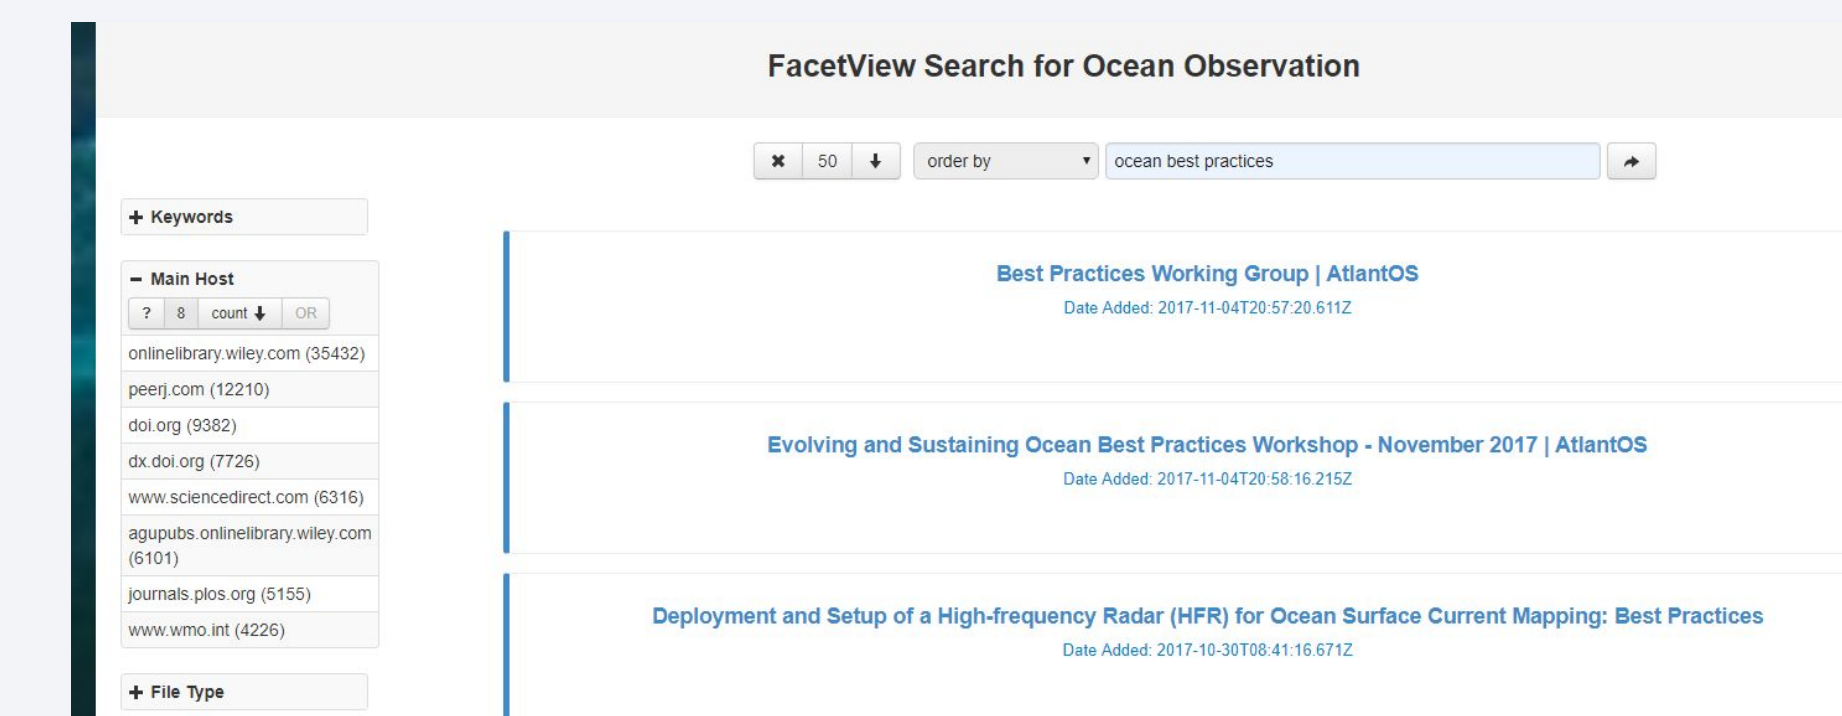 FacetView Search for Ocean Observation
50
order by
ocean best practices
Keywords
Main Host
? 8 count OR
onlinelibrary.wiley.com (35432)
peerj.com (12210)
doi.org (9382)
dx.doi.org (7726)
www.sciencedirect.com (6316)
agupubs.onlinelibrary.wiley.com
(6101)
journals.plos.org (5155)
www.wmo.int (4226)
File Type
Best Practices Working Group | AtlantOS
Date Added: 2017-11-04T20:57:20.611Z
Evolving and Sustaining Ocean Best Practices Workshop - November 2017 | AtlantOS
Date Added: 2017-11-04T20:58:16.215Z
Deployment and Setup of a High-frequency Radar (HFR) for Ocean Surface Current Mapping: Best Practices
Date Added: 2017-10-30T08:41:16.671Z